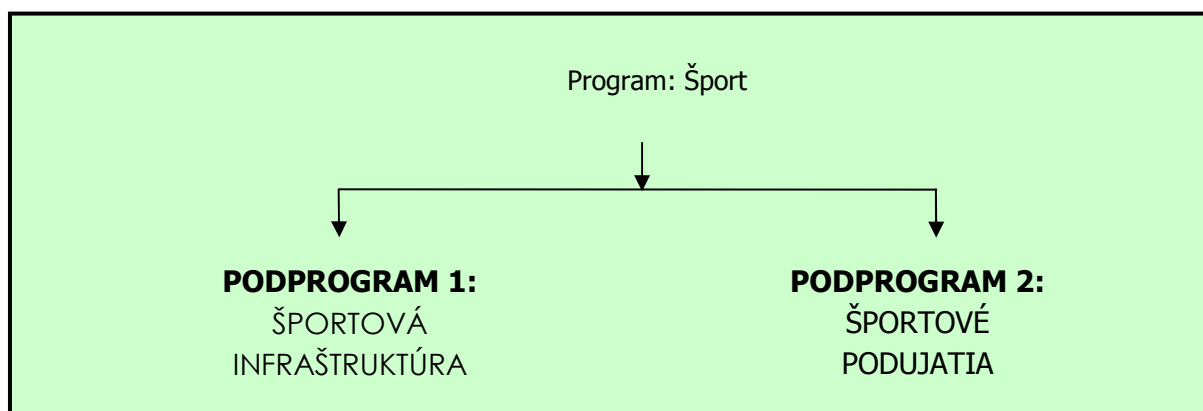 Program: Šport
PODPROGRAM 1:
ŠPORTOVÁ
INFRAŠTRUKTÚRA
PODPROGRAM 2:
ŠPORTOVÉ
PODUJATIA